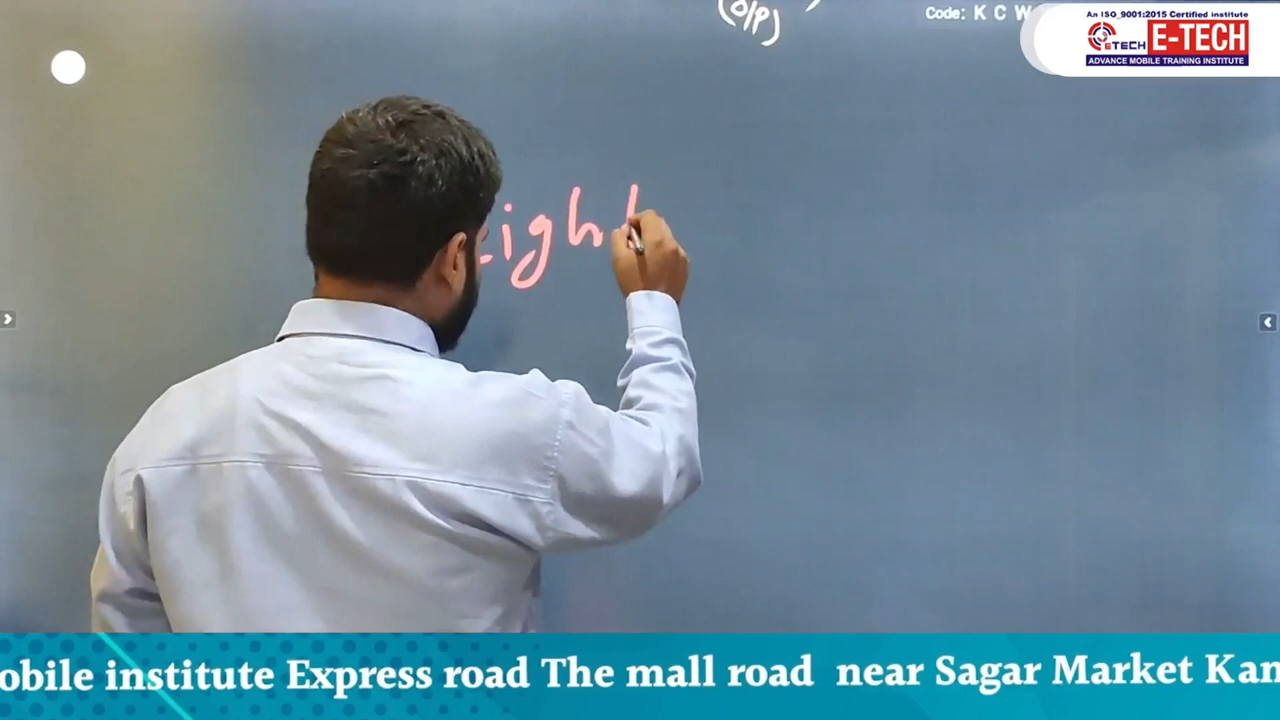 (O/P)
Code: K C W
An ISO 9001:2015 Certified institute
ETECH E-TECH
ADVANCE MOBILE TRAINING INSTITUTE
Light
obile institute Express road The mall road near Sagar Market Kan